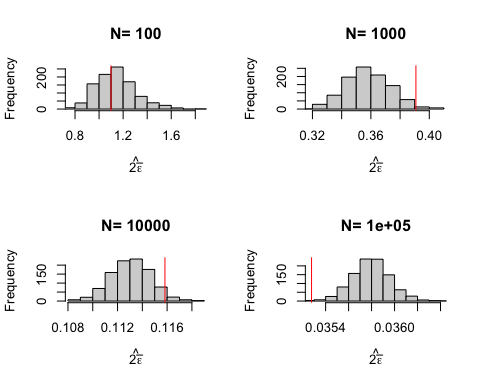 N= 100
Frequency
0 200
0.8 1.2 1.6
2ε̂
N= 1000
Frequency
0 200
0.32 0.36 0.40
2ε̂
N= 10000
Frequency
0 150
0.108 0.112 0.116
2ε̂
N= 1e+05
Frequency
0 150
0.0354 0.0360
2ε̂